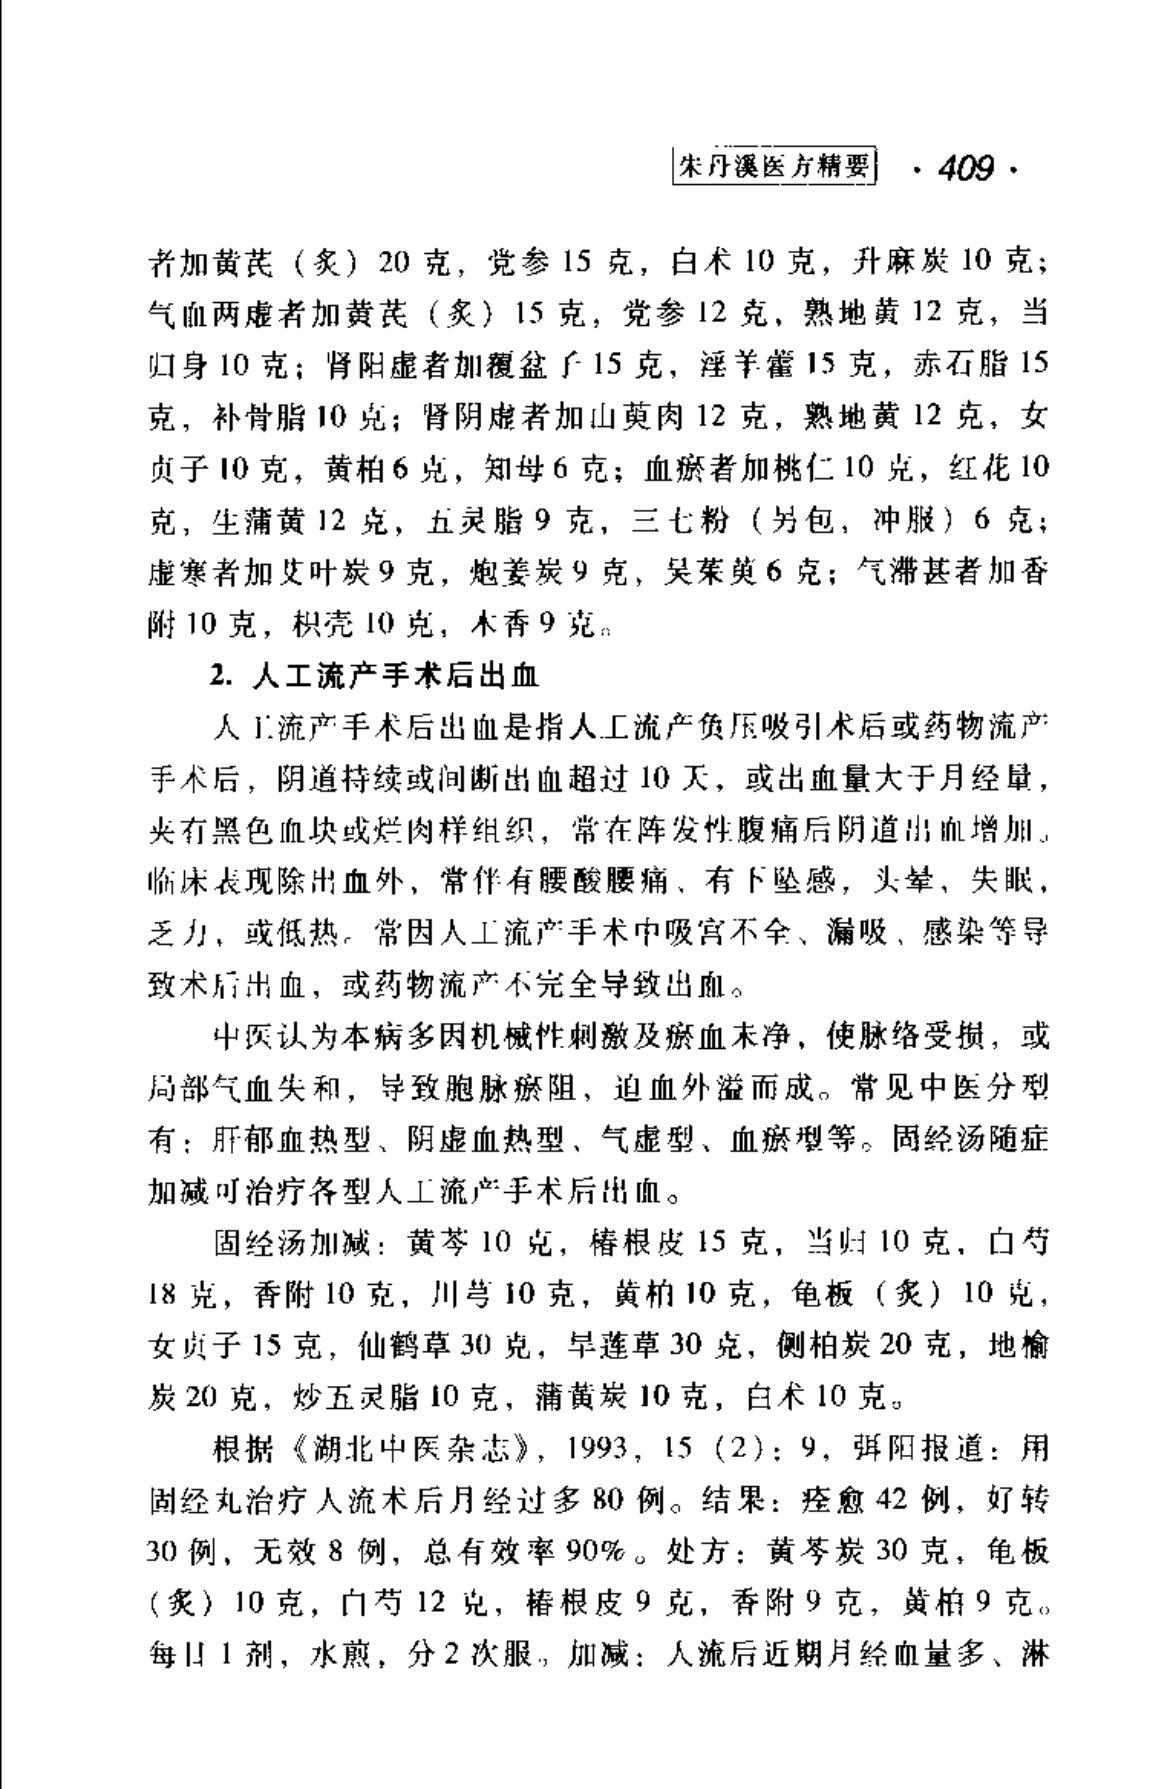 朱丹溪医方精要 · 409 ·
者加黄芪（炙）20 克，党参 15 克，白术 10 克，升麻炭 10 克；
气血两虚者加黄芪（炙）15 克，党参 12 克，熟地黄 12 克，当
归身 10 克；肾阳虚者加覆盆子 15 克，淫羊藿 15 克，赤石脂 15
克，补骨脂 10 克；肾阴虚者加山萸肉 12 克，熟地黄 12 克，女
贞子 10 克，黄柏 6 克，知母 6 克；血瘀者加桃仁 10 克，红花 10
克，生蒲黄 12 克，五灵脂 9 克，三七粉（另包，冲服）6 克；
虚寒者加艾叶炭 9 克，炮姜炭 9 克，吴茱萸 6 克；气滞甚者加香
附 10 克，枳壳 10 克，木香 9 克。
2. 人工流产手术后出血
人工流产手术后出血是指人工流产负压吸引术后或药物流产
手术后，阴道持续或间断出血超过 10 天，或出血量大于月经量，
夹有黑色血块或烂肉样组织，常在阵发性腹痛后阴道出血增加。
临床表现除出血外，常伴有腰酸腰痛、有下坠感，头晕、失眠，
乏力，或低热。常因人工流产手术中吸宫不全、漏吸、感染等导
致术后出血，或药物流产不完全导致出血。
中医认为本病多因机械性刺激及瘀血未净，使脉络受损，或
局部气血失和，导致胞脉瘀阻，迫血外溢而成。常见中医分型
有：肝郁血热型、阴虚血热型、气虚型、血瘀型等。固经汤随症
加减可治疗各型人工流产手术后出血。
固经汤加减：黄芩 10 克，椿根皮 15 克，当归 10 克，白芍
18 克，香附 10 克，川芎 10 克，黄柏 10 克，龟板（炙）10 克，
女贞子 15 克，仙鹤草 30 克，旱莲草 30 克，侧柏炭 20 克，地榆
炭 20 克，炒五灵脂 10 克，蒲黄炭 10 克，白术 10 克。
根据《湖北中医杂志》，1993，15（2）：9，弭阳报道：用
固经丸治疗人流术后月经过多 80 例。结果：痊愈 42 例，好转
30 例，无效 8 例，总有效率 90%。处方：黄芩炭 30 克，龟板
（炙）10 克，白芍 12 克，椿根皮 9 克，香附 9 克，黄柏 9 克。
每日 1 剂，水煎，分 2 次服。加减：人流后近期月经血量多、淋